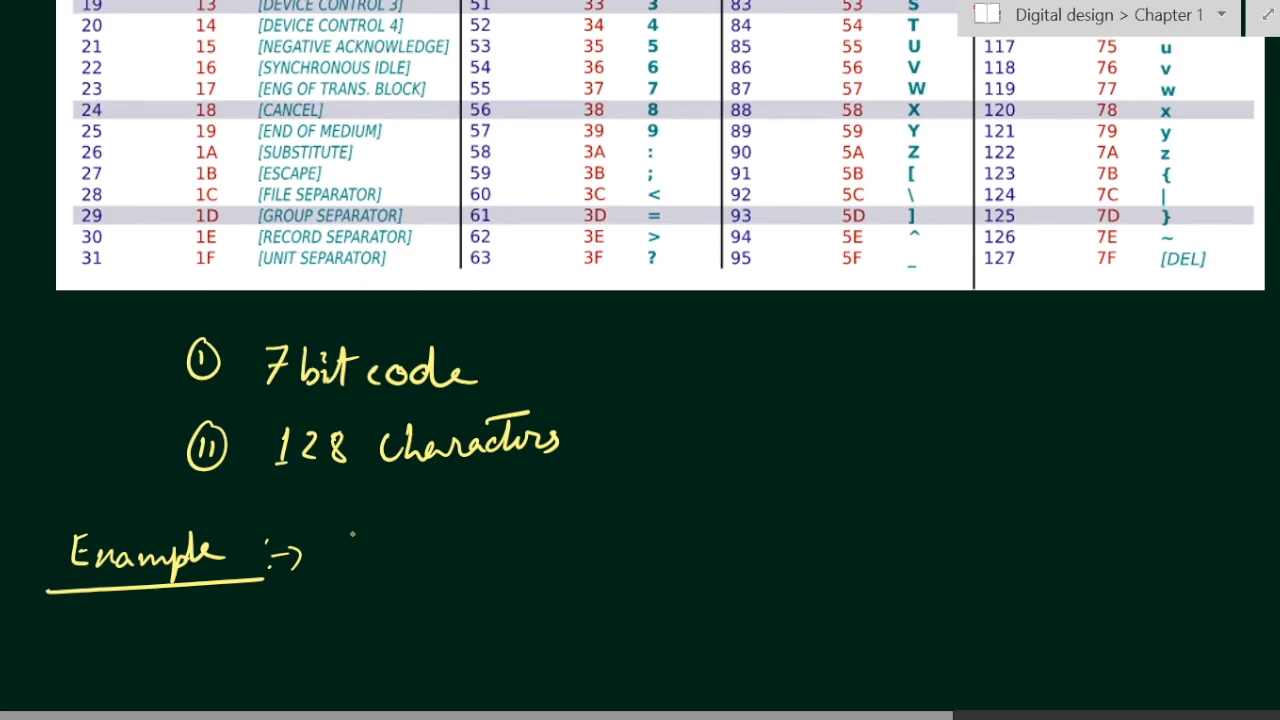 19 13 [DEVICE CONTROL 3] 51 33 3 83 53 S
Digital design > Chapter 1
20 14 [DEVICE CONTROL 4] 52 34 4 84 54 T
21 15 [NEGATIVE ACKNOWLEDGE] 53 35 5 85 55 U 117 75 u
22 16 [SYNCHRONOUS IDLE] 54 36 6 86 56 V 118 76 v
23 17 [ENG OF TRANS. BLOCK] 55 37 7 87 57 W 119 77 w
24 18 [CANCEL] 56 38 8 88 58 X 120 78 x
25 19 [END OF MEDIUM] 57 39 9 89 59 Y 121 79 y
26 1A [SUBSTITUTE] 58 3A : 90 5A Z 122 7A z
27 1B [ESCAPE] 59 3B ; 91 5B [ 123 7B {
28 1C [FILE SEPARATOR] 60 3C < 92 5C \ 124 7C |
29 1D [GROUP SEPARATOR] 61 3D = 93 5D ] 125 7D }
30 1E [RECORD SEPARATOR] 62 3E > 94 5E ^ 126 7E ~
31 1F [UNIT SEPARATOR] 63 3F ? 95 5F _ 127 7F [DEL]
(I) 7 bit code
(II) 128 characters
Example :->